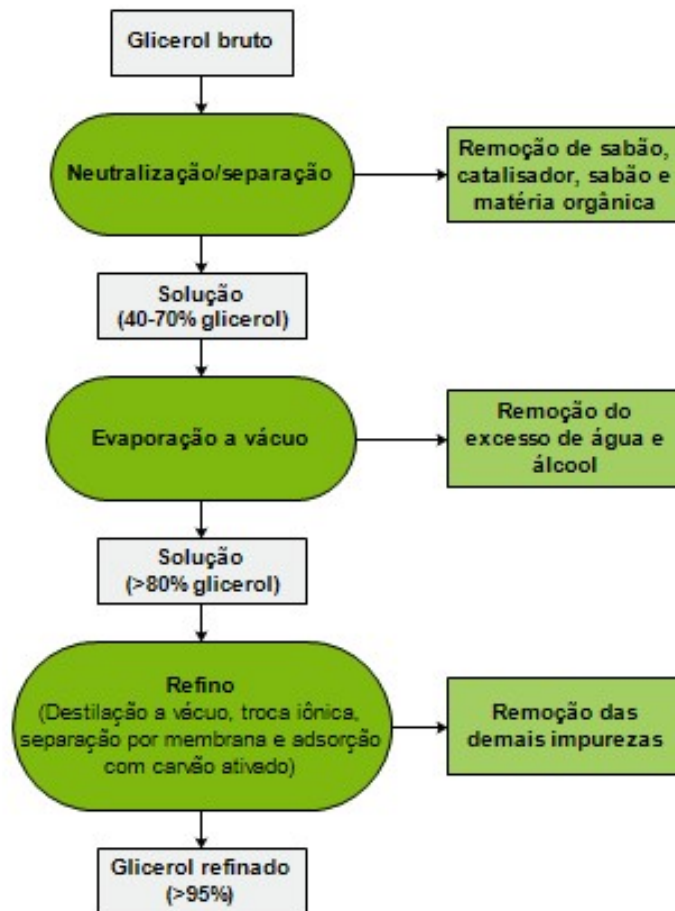 Glicerol bruto
Neutralização/separação
Remoção de sabão,
catalisador, sabão e
matéria orgânica
Solução
(40-70% glicerol)
Evaporação a vácuo
Remoção do
excesso de água e
álcool
Solução
(>80% glicerol)
Refino
(Destilação a vácuo, troca iônica,
separação por membrana e adsorção
com carvão ativado)
Remoção das
demais impurezas
Glicerol refinado
(>95%)